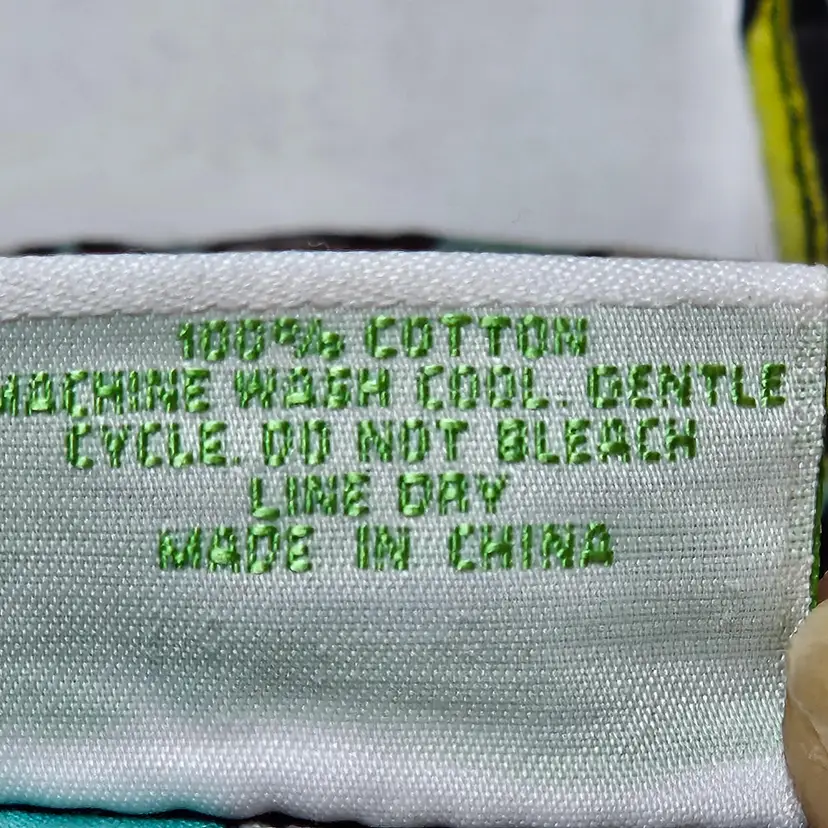 100% COTTON
MACHINE WASH COOL. GENTLE
CYCLE. DO NOT BLEACH
LINE DRY
MADE IN CHINA